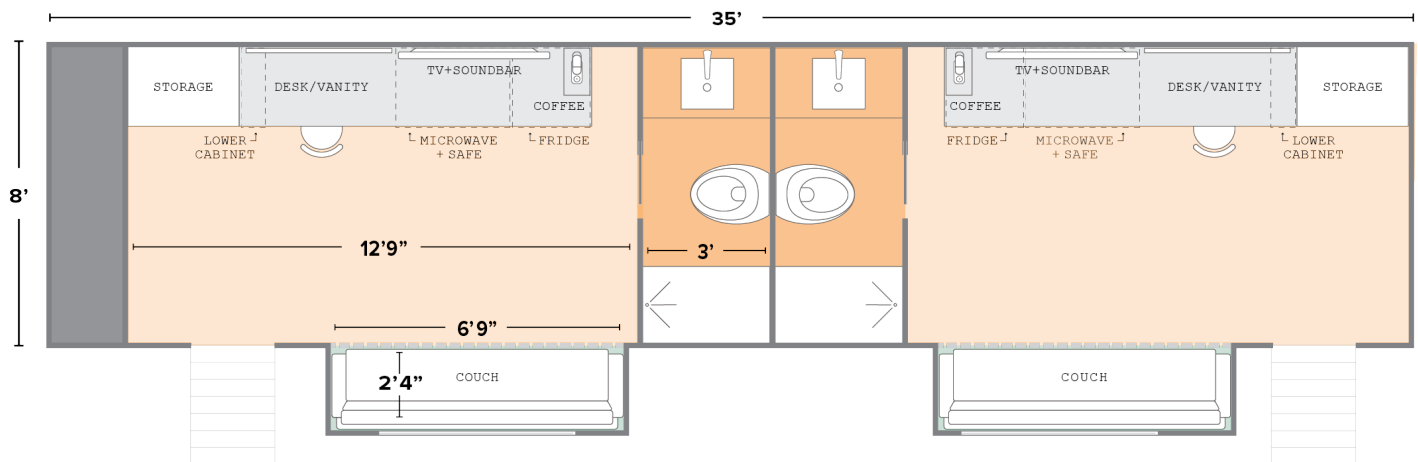 35’
8’
STORAGE
DESK/VANITY
TV+SOUNDBAR
COFFEE
LOWER
CABINET
MICROWAVE
+ SAFE
FRIDGE
COFFEE
TV+SOUNDBAR
DESK/VANITY
STORAGE
FRIDGE
MICROWAVE
+ SAFE
LOWER
CABINET
12’9”
3’
6’9”
2’4”
COUCH
COUCH